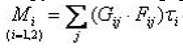 M_i = ∑_j (G_ij · F_ij) τ_i
(i=1,2)